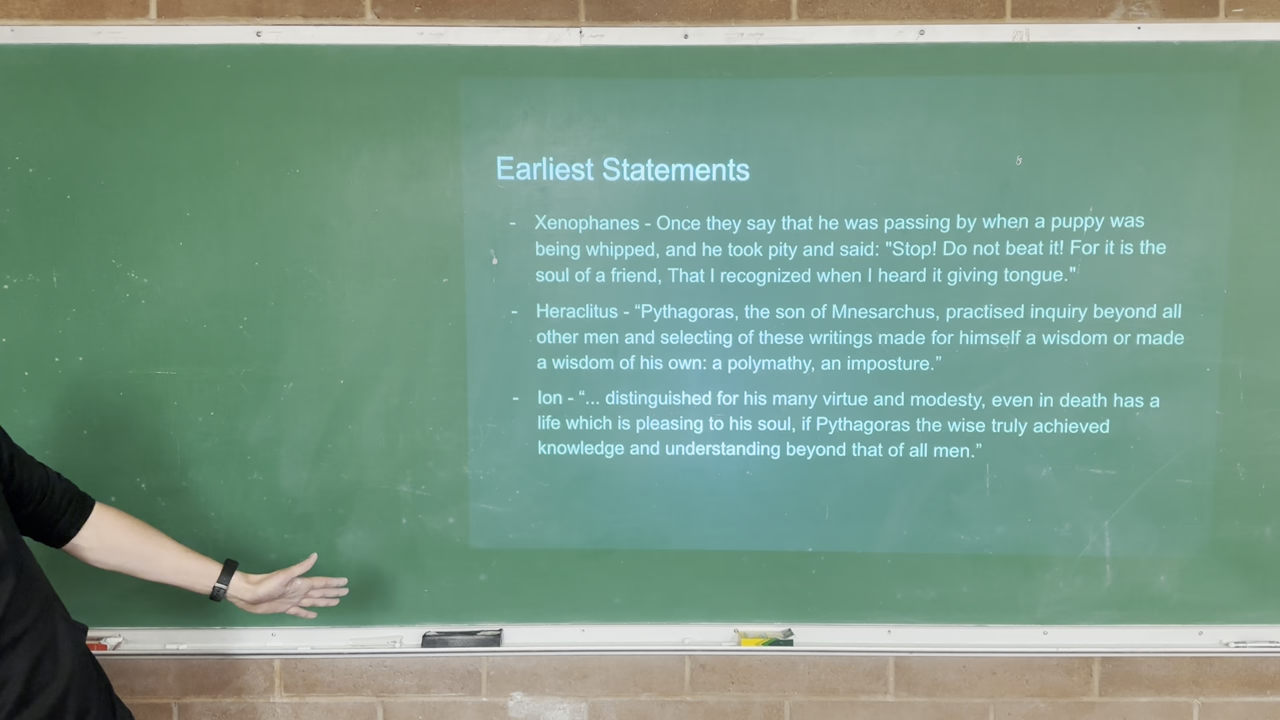 Earliest Statements
- Xenophanes - Once they say that he was passing by when a puppy was
being whipped, and he took pity and said: "Stop! Do not beat it! For it is the
soul of a friend, That I recognized when I heard it giving tongue."
- Heraclitus - “Pythagoras, the son of Mnesarchus, practised inquiry beyond all
other men and selecting of these writings made for himself a wisdom or made
a wisdom of his own: a polymathy, an imposture.”
- Ion - “... distinguished for his many virtue and modesty, even in death has a
life which is pleasing to his soul, if Pythagoras the wise truly achieved
knowledge and understanding beyond that of all men.”